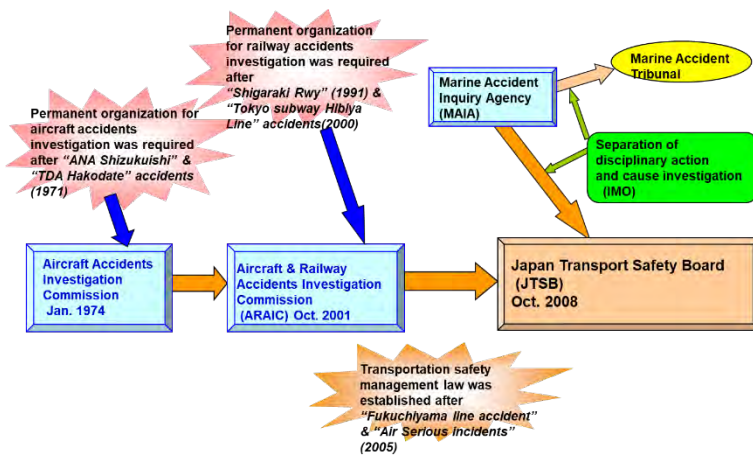 Permanent organization
for railway accidents
investigation was required
after
“Shigaraki Rwy” (1991) &
“Tokyo subway Hibiya
Line” accidents(2000)
Permanent organization for
aircraft accidents
investigation was required
after “ANA Shizukuishi” &
“TDA Hakodate” accidents
(1971)
Marine Accident
Inquiry Agency
(MAIA)
Marine Accident
Tribunal
Separation of
disciplinary action
and cause investigation
(IMO)
Aircraft Accidents
Investigation
Commission
Jan. 1974
Aircraft & Railway
Accidents Investigation
Commission
(ARAIC) Oct. 2001
Japan Transport Safety Board
(JTSB)
Oct. 2008
Transportation safety
management law was
established after
“Fukuchiyama line accident”
& “Air Serious incidents”
(2005)